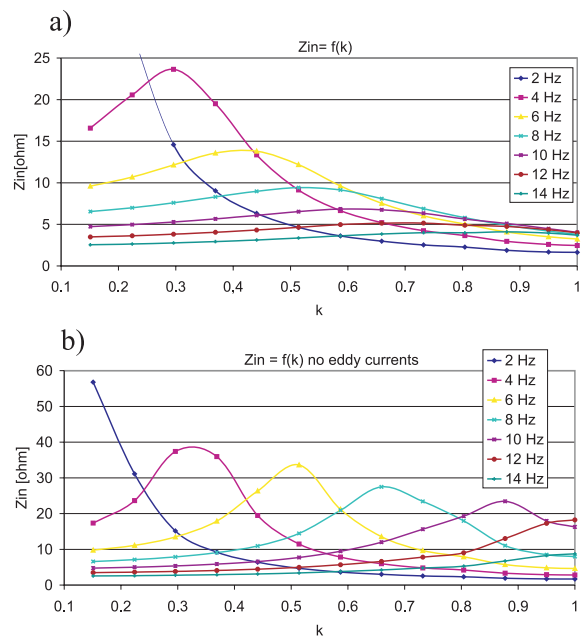 a)
Zin= f(k)
25
20
15
10
5
0
Zin[ohm]
0.1 0.2 0.3 0,4 0.5 0.6 0.7 0.8 0.9 1
k
2 Hz
4 Hz
6 Hz
8 Hz
10 Hz
12 Hz
14 Hz
b)
Zin = f(k) no eddy currents
60
50
40
30
20
10
0
Zin [ohm]
0.1 0.2 0.3 0.4 0.5 0.6 0.7 0.8 0.9 1
k
2 Hz
4 Hz
6 Hz
8 Hz
10 Hz
12 Hz
14 Hz